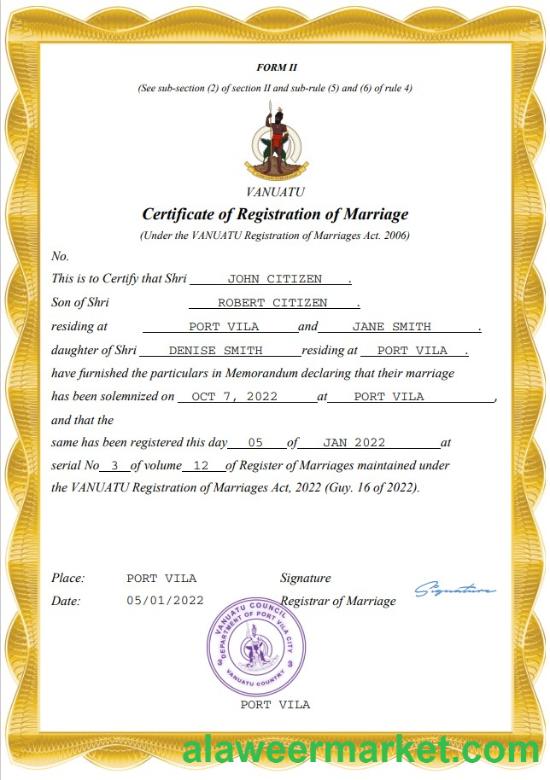 FORM II
(See sub-section (2) of section II and sub-rule (5) and (6) of rule 4)
VANUATU
Certificate of Registration of Marriage
(Under the VANUATU Registration of Marriages Act. 2006)
No.
This is to Certify that Shri JOHN CITIZEN .
Son of Shri ROBERT CITIZEN .
residing at PORT VILA and JANE SMITH .
daughter of Shri DENISE SMITH residing at PORT VILA .
have furnished the particulars in Memorandum declaring that their marriage
has been solemnized on OCT 7, 2022 at PORT VILA ,
and that the
same has been registered this day 05 of JAN 2022 at
serial No 3 of volume 12 of Register of Marriages maintained under
the VANUATU Registration of Marriages Act, 2022 (Guy. 16 of 2022).
Place: PORT VILA Signature
Signature
Date: 05/01/2022 Registrar of Marriage
VANUATU COUNCIL
DEPARTMENT OF PORT VILA CITY
VANUATU COUNTRY
PORT VILA
alaweermarket.com